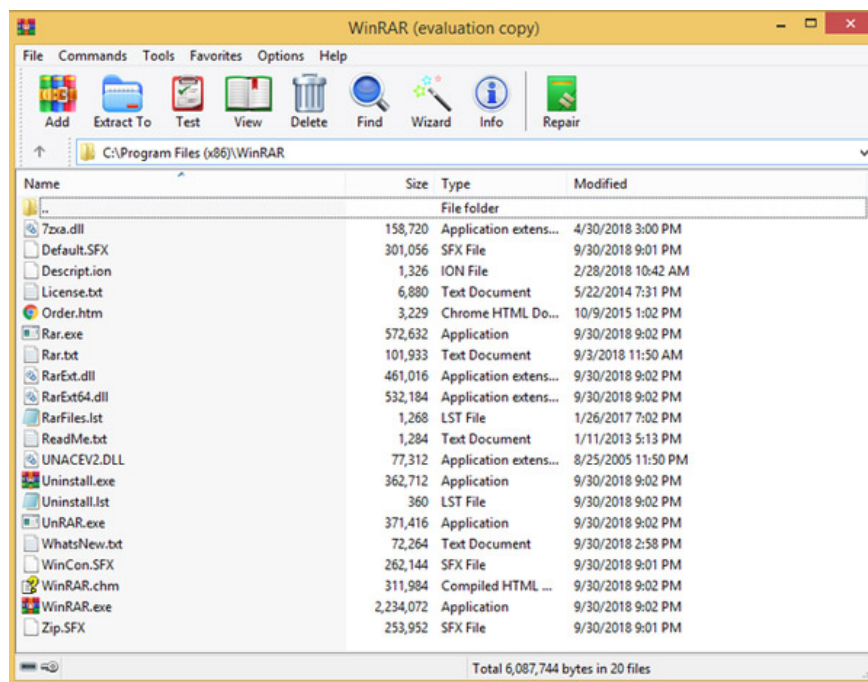 WinRAR (evaluation copy)
File Commands Tools Favorites Options Help
Add Extract To Test View Delete Find Wizard Info Repair
C:\Program Files (x86)\WinRAR
Name Size Type Modified
.. File folder
7zxa.dll 158,720 Application extens... 4/30/2018 3:00 PM
Default.SFX 301,056 SFX File 9/30/2018 9:01 PM
Descript.ion 1,326 ION File 2/28/2018 10:42 AM
License.txt 6,880 Text Document 5/22/2014 7:31 PM
Order.htm 3,229 Chrome HTML Do... 10/9/2015 1:02 PM
Rar.exe 572,632 Application 9/30/2018 9:02 PM
Rar.txt 101,933 Text Document 9/3/2018 11:50 AM
RarExt.dll 461,016 Application extens... 9/30/2018 9:02 PM
RarExt64.dll 532,184 Application extens... 9/30/2018 9:02 PM
RarFiles.lst 1,268 LST File 1/26/2017 7:02 PM
ReadMe.txt 1,284 Text Document 1/11/2013 5:13 PM
UNACEV2.DLL 77,312 Application extens... 8/25/2005 11:50 PM
Uninstall.exe 362,712 Application 9/30/2018 9:02 PM
Uninstall.lst 360 LST File 9/30/2018 9:02 PM
UnRAR.exe 371,416 Application 9/30/2018 9:02 PM
WhatsNew.txt 72,264 Text Document 9/30/2018 2:58 PM
WinCon.SFX 262,144 SFX File 9/30/2018 9:01 PM
WinRAR.chm 311,984 Compiled HTML ... 9/30/2018 9:02 PM
WinRAR.exe 2,234,072 Application 9/30/2018 9:02 PM
Zip.SFX 253,952 SFX File 9/30/2018 9:01 PM
Total 6,087,744 bytes in 20 files